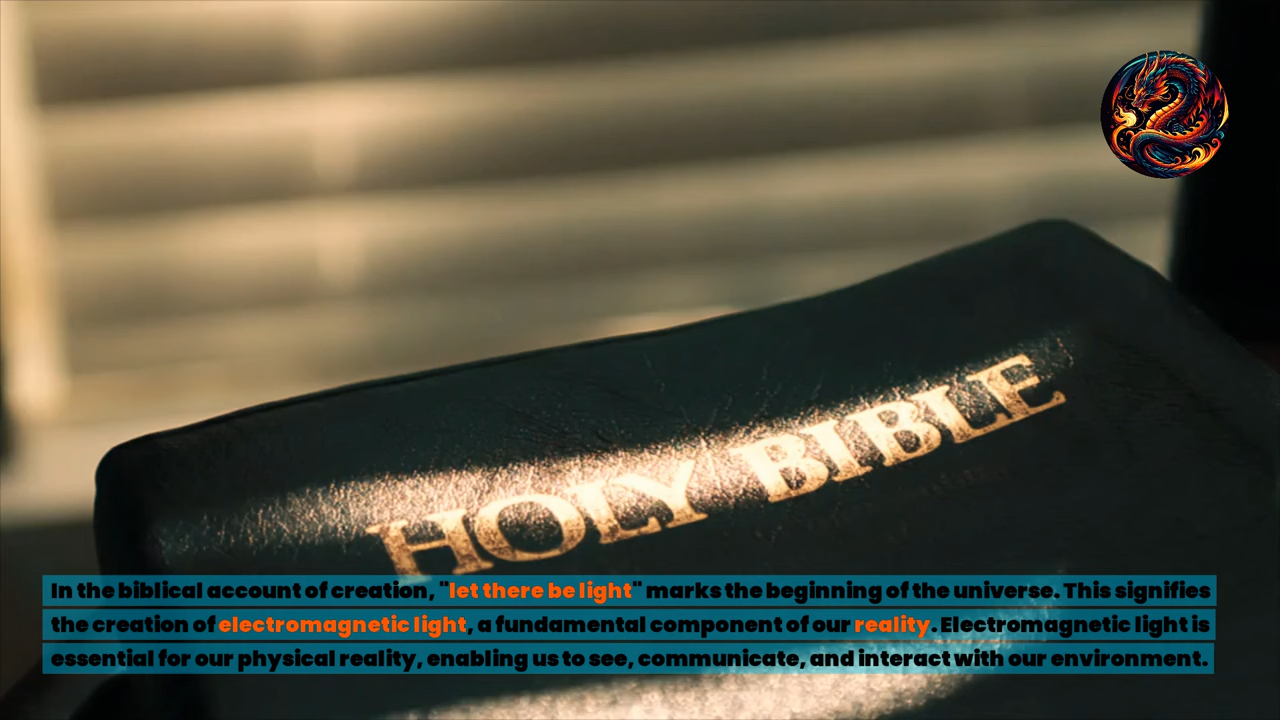 HOLY BIBLE
In the biblical account of creation, "let there be light" marks the beginning of the universe. This signifies
the creation of electromagnetic light, a fundamental component of our reality. Electromagnetic light is
essential for our physical reality, enabling us to see, communicate, and interact with our environment.